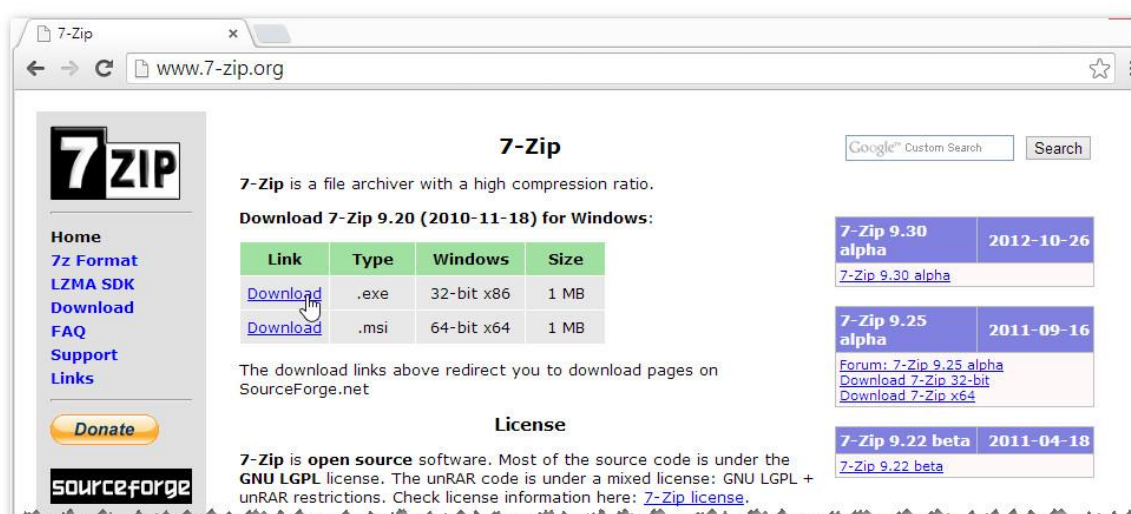 7-Zip
www.7-zip.org
7 ZIP
Home
7z Format
LZMA SDK
Download
FAQ
Support
Links
Donate
sourceforge
7-Zip
7-Zip is a file archiver with a high compression ratio.
Download 7-Zip 9.20 (2010-11-18) for Windows:
Link Type Windows Size
Download .exe 32-bit x86 1 MB
Download .msi 64-bit x64 1 MB
The download links above redirect you to download pages on
SourceForge.net
License
7-Zip is open source software. Most of the source code is under the
GNU LGPL license. The unRAR code is under a mixed license: GNU LGPL +
unRAR restrictions. Check license information here: 7-Zip license.
Google™ Custom Search Search
7-Zip 9.30
alpha 2012-10-26
7-Zip 9.30 alpha
7-Zip 9.25
alpha 2011-09-16
Forum: 7-Zip 9.25 alpha
Download 7-Zip 32-bit
Download 7-Zip x64
7-Zip 9.22 beta 2011-04-18
7-Zip 9.22 beta